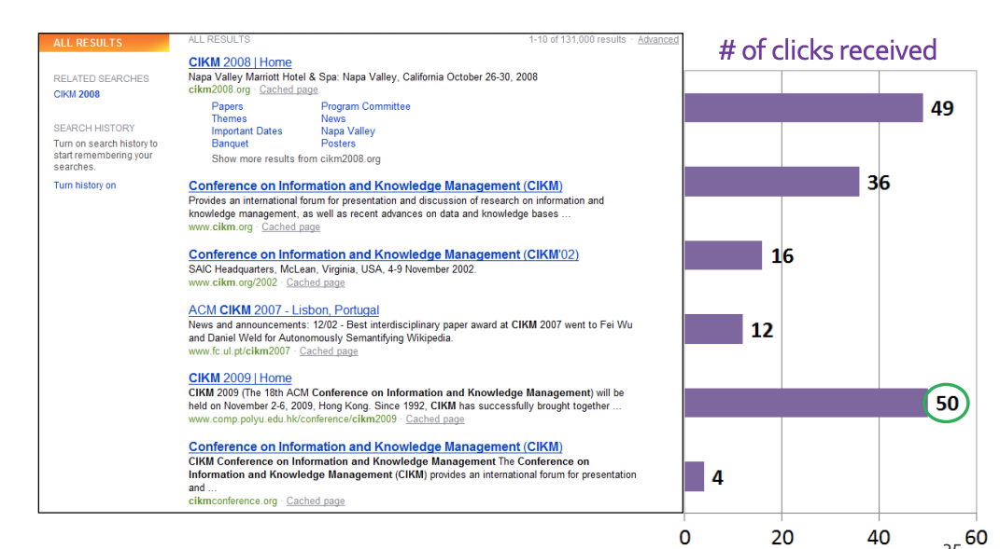 ALL RESULTS
RELATED SEARCHES
CIKM 2008
SEARCH HISTORY
Turn on search history to
start remembering your
searches.
Turn history on
ALL RESULTS 1-10 of 131,000 results · Advanced
CIKM 2008 | Home
Napa Valley Marriott Hotel & Spa: Napa Valley, California October 26-30, 2008
cikm2008.org · Cached page
Papers Program Committee
Themes News
Important Dates Napa Valley
Banquet Posters
Show more results from cikm2008.org
Conference on Information and Knowledge Management (CIKM)
Provides an international forum for presentation and discussion of research on information and
knowledge management, as well as recent advances on data and knowledge bases ...
www.cikm.org · Cached page
Conference on Information and Knowledge Management (CIKM'02)
SAIC Headquarters, McLean, Virginia, USA, 4-9 November 2002.
www.cikm.org/2002 · Cached page
ACM CIKM 2007 - Lisbon, Portugal
News and announcements: 12/02 - Best interdisciplinary paper award at CIKM 2007 went to Fei Wu
and Daniel Weld for Autonomously Semantifying Wikipedia.
www.fc.ul.pt/cikm2007 · Cached page
CIKM 2009 | Home
CIKM 2009 (The 18th ACM Conference on Information and Knowledge Management) will be
held on November 2-6, 2009, Hong Kong. Since 1992, CIKM has successfully brought together ...
www.comp.polyu.edu.hk/conference/cikm2009 · Cached page
Conference on Information and Knowledge Management (CIKM)
CIKM Conference on Information and Knowledge Management The Conference on
Information and Knowledge Management (CIKM) provides an international forum for presentation
and ...
cikmconference.org · Cached page
# of clicks received
49
36
16
12
50
4
0 20 40 60